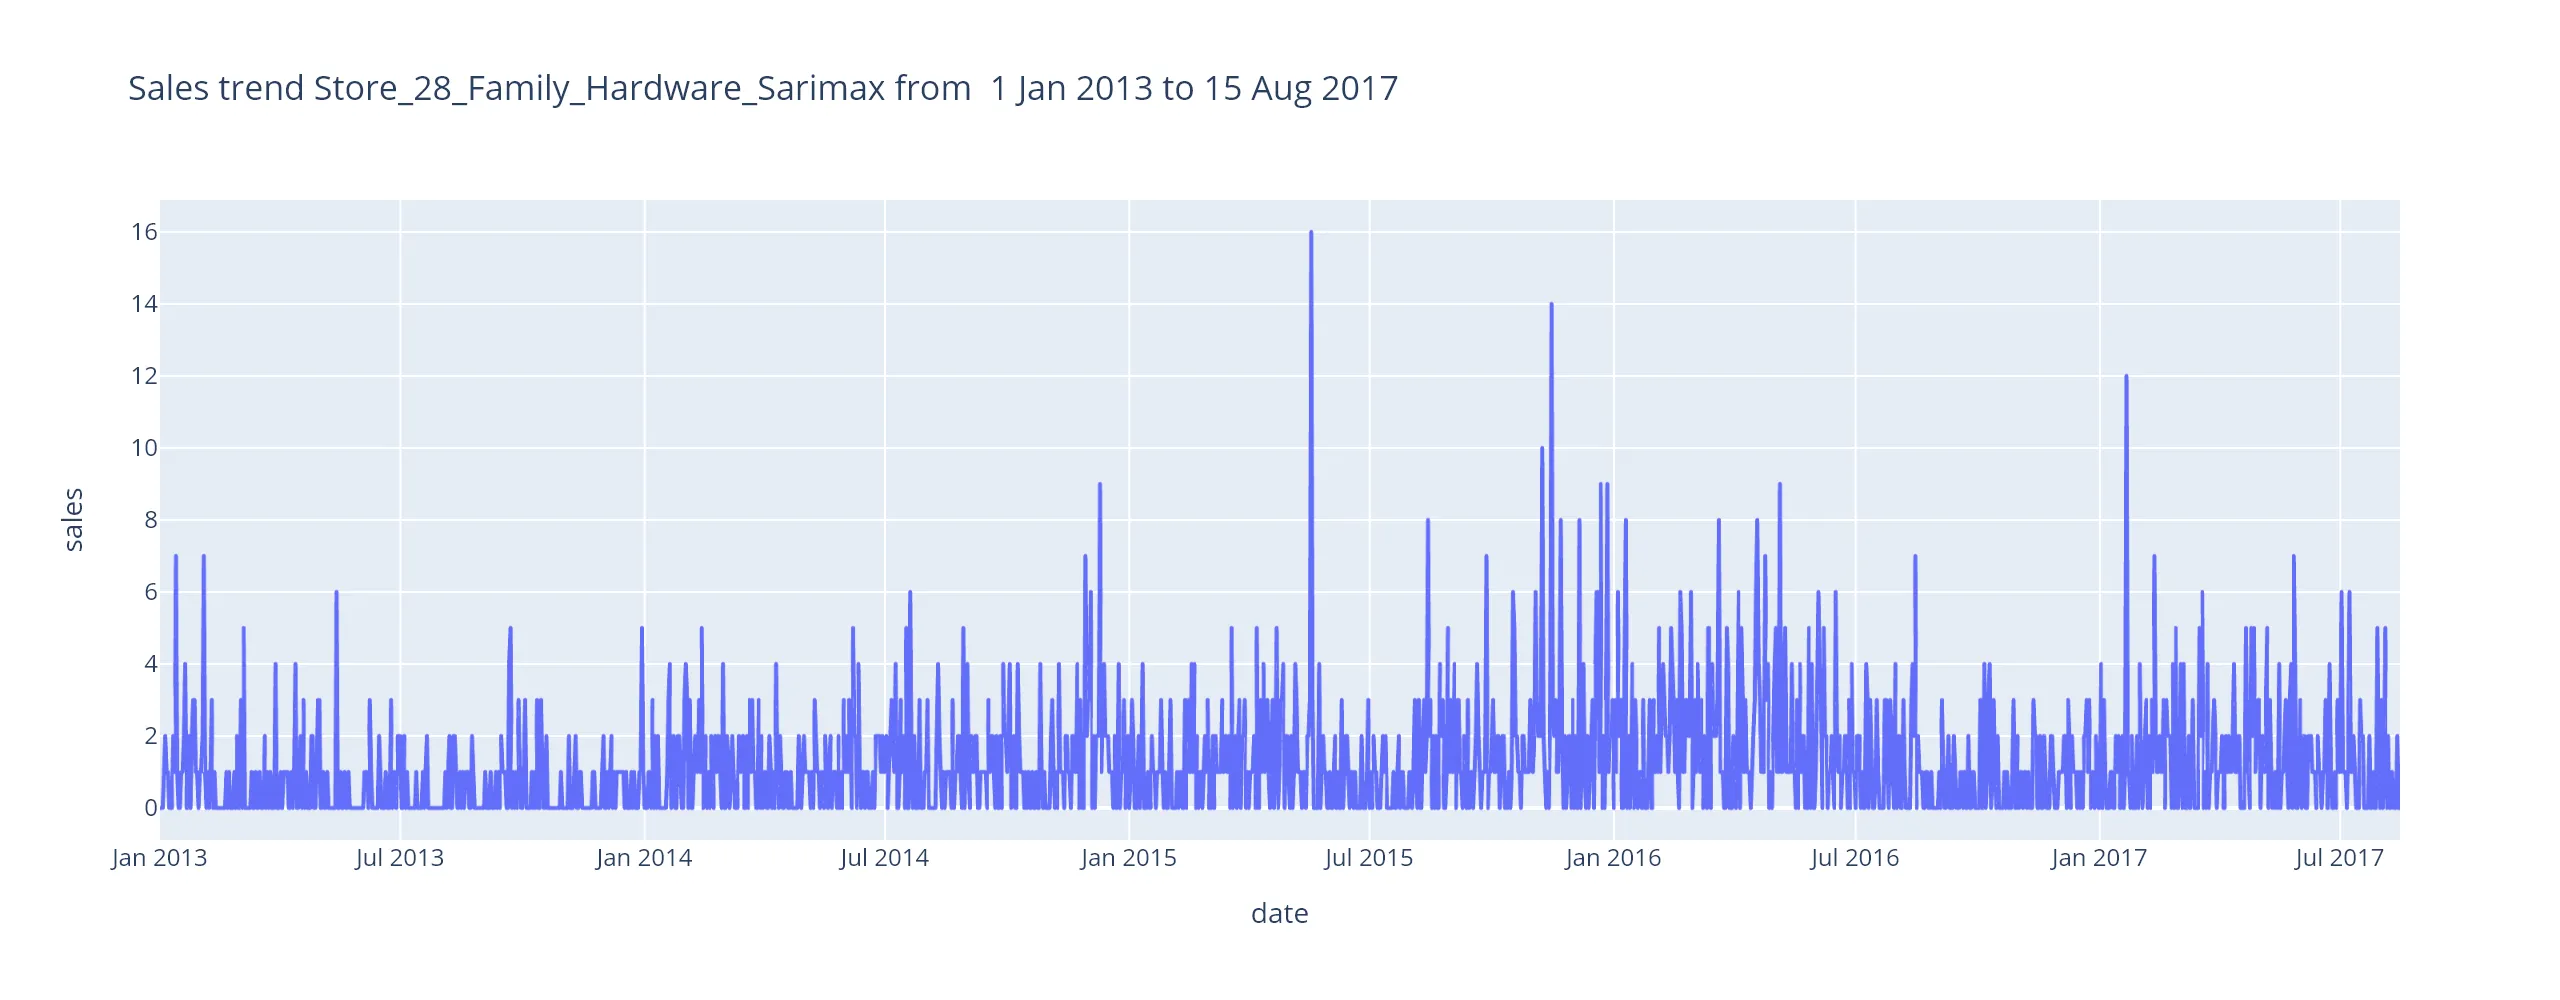 Sales trend Store_28_Family_Hardware_Sarimax from  1 Jan 2013 to 15 Aug 2017
16
14
12
10
8
6
4
2
0
sales
Jan 2013 Jul 2013 Jan 2014 Jul 2014 Jan 2015 Jul 2015 Jan 2016 Jul 2016 Jan 2017 Jul 2017
date